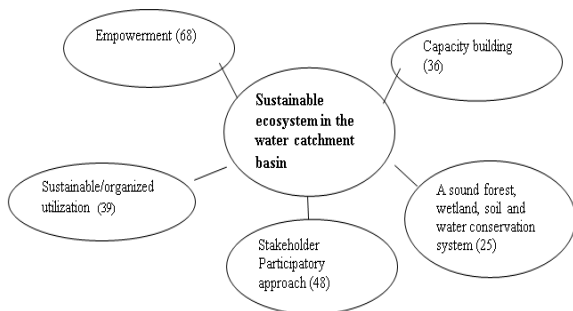 Empowerment (68)
Capacity building
(36)
Sustainable
ecosystem in the
water catchment
basin
Sustainable/organized
utilization (39)
A sound forest,
wetland, soil and
water conservation
system (25)
Stakeholder
Participatory
approach (48)